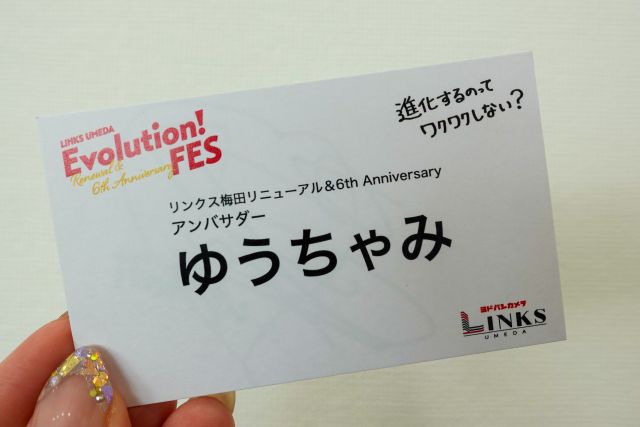 LINKS UMEDA
Evolution!
FES
Renewal &
6th Anniversary
進化するのって
ワクワクしない?
リンクス梅田リニューアル&6th Anniversary
アンバサダー
ゆうちゃみ
ヨドバシカメラ
LINKS
UMEDA